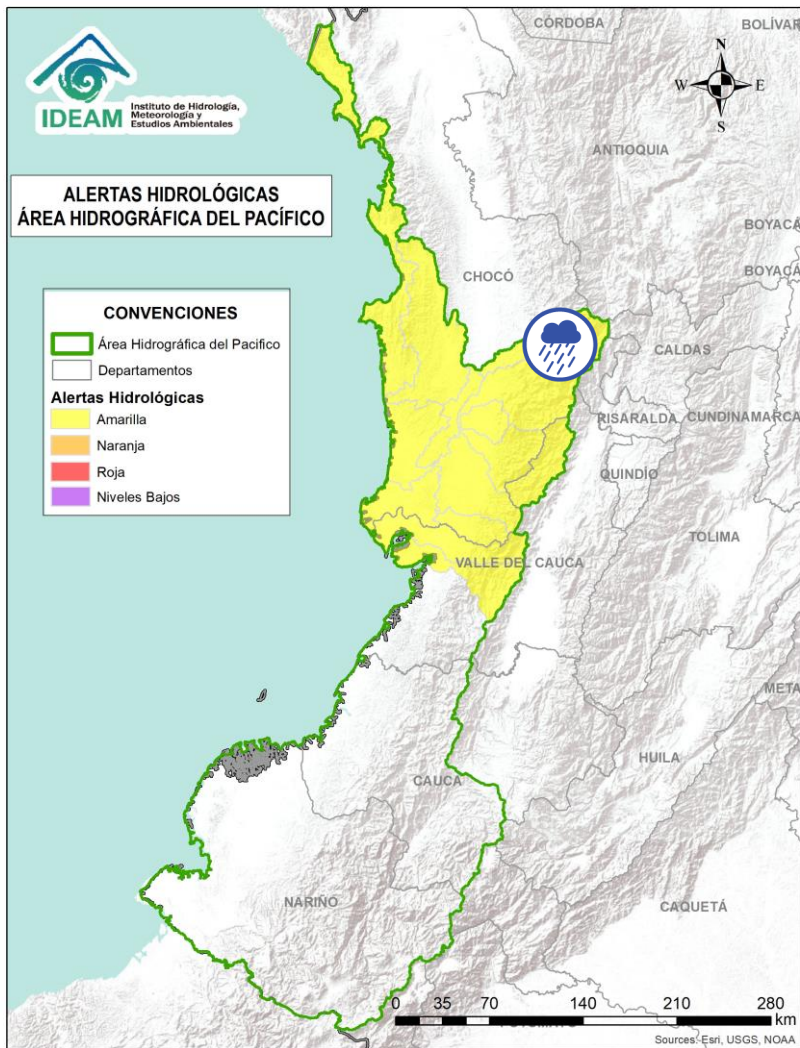 IDEAM
Instituto de Hidrología,
Meteorología y
Estudios Ambientales
ALERTAS HIDROLÓGICAS
ÁREA HIDROGRÁFICA DEL PACÍFICO
CONVENCIONES
Área Hidrográfica del Pacifico
Departamentos
Alertas Hidrológicas
Amarilla
Naranja
Roja
Niveles Bajos
N
W
E
S
CÓRDOBA
BOLÍVAR
ANTIOQUIA
BOYACÁ
BOYACÁ
CHOCÓ
CALDAS
RISARALDA
CUNDINAMARCA
QUINDÍO
TOLIMA
VALLE DEL CAUCA
META
HUILA
CAUCA
NARIÑO
CAQUETÁ
0 35 70 140 210 280
km
Sources: Esri, USGS, NOAA